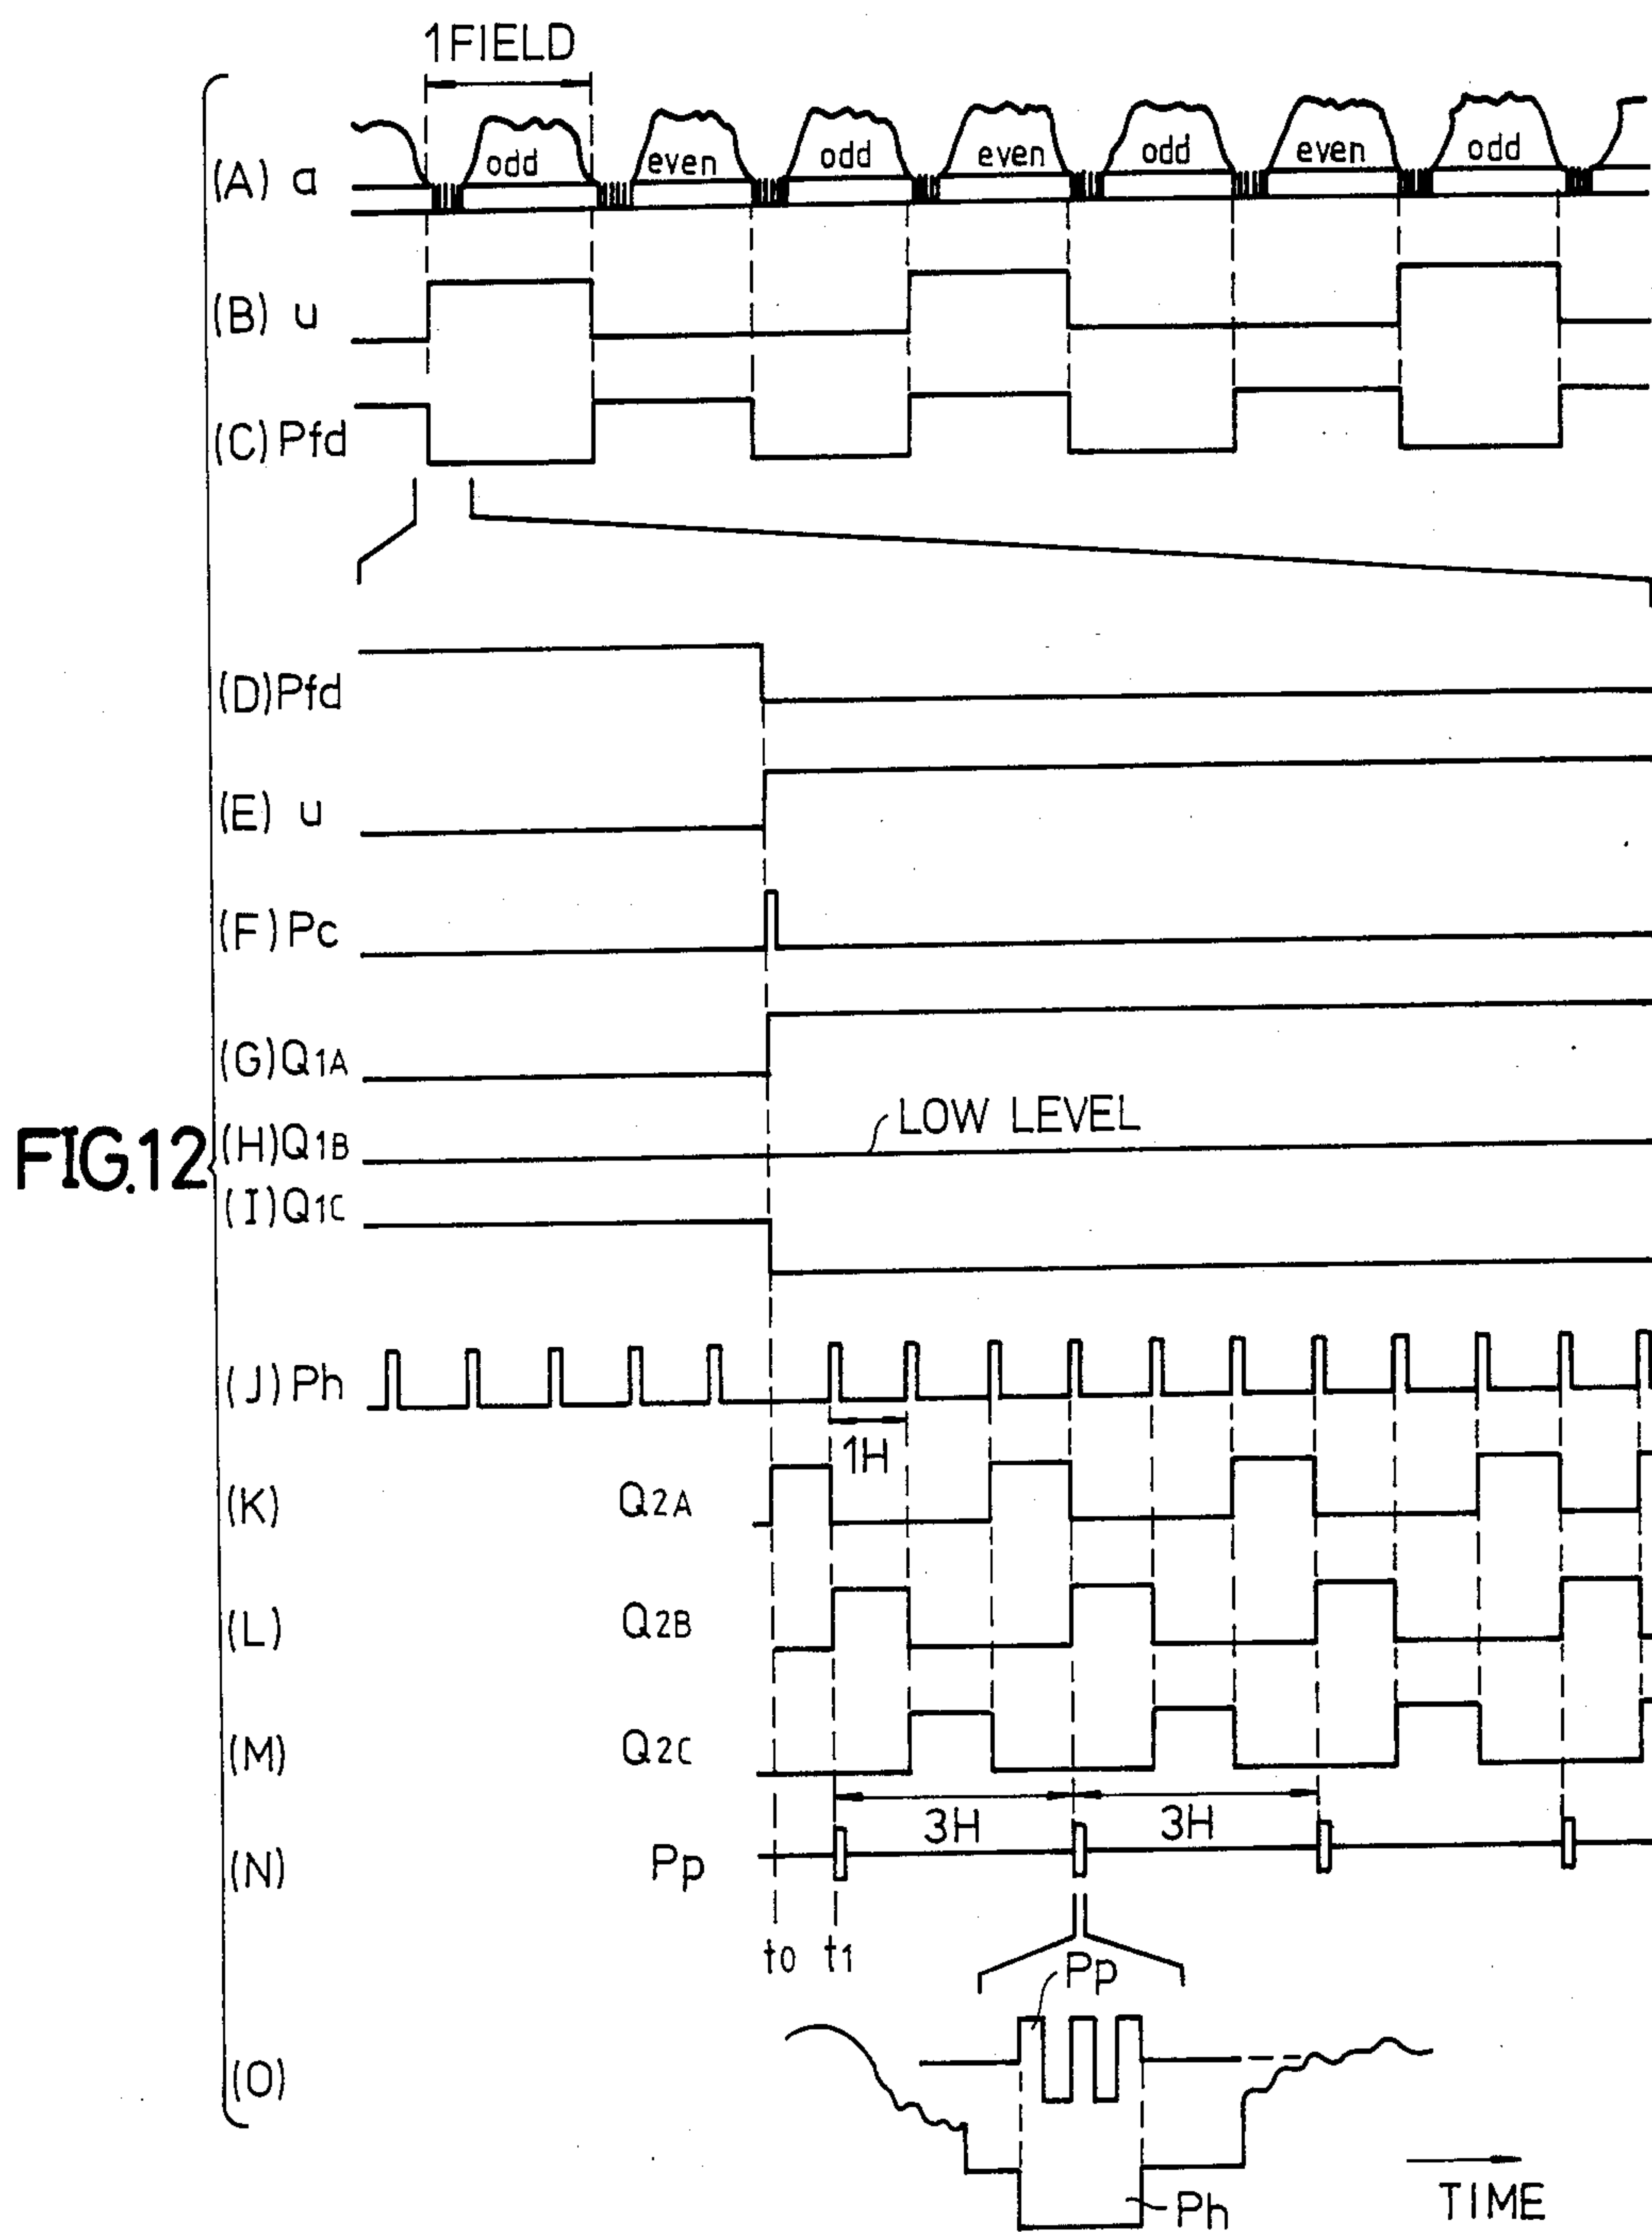 1FIELD
(A) a
odd
even
odd
even
odd
even
odd
(B) u
(C) Pfd
(D) Pfd
(E) u
(F) Pc
(G) Q1A
LOW LEVEL
FIG.12
(H) Q1B
(I) Q1C
(J) Ph
1H
(K) Q2A
(L) Q2B
(M) Q2C
3H
3H
(N) Pp
t0 t1
Pp
(O)
Ph
TIME